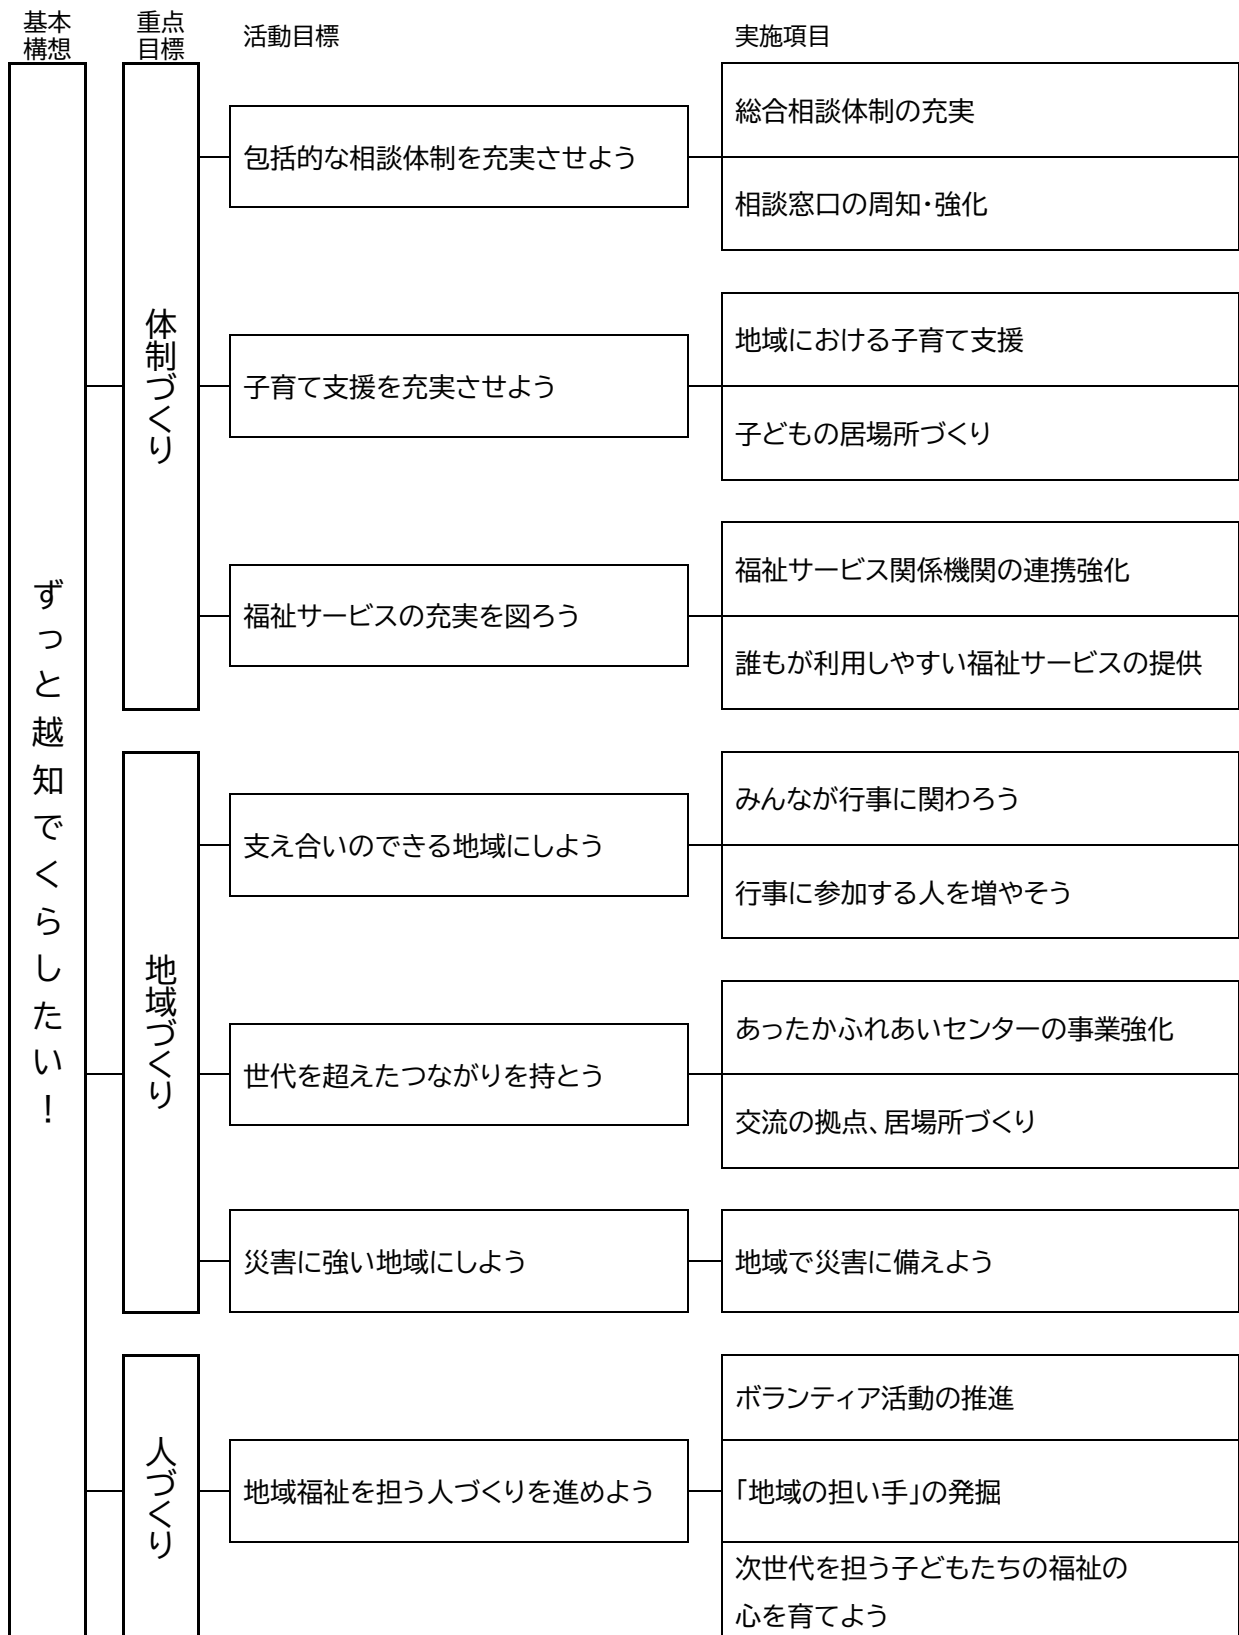 基本
構想
重点
目標
活動目標
実施項目
ずっと越知でくらしたい！
体制づくり
包括的な相談体制を充実させよう
総合相談体制の充実
相談窓口の周知・強化
子育て支援を充実させよう
地域における子育て支援
子どもの居場所づくり
福祉サービスの充実を図ろう
福祉サービス関係機関の連携強化
誰もが利用しやすい福祉サービスの提供
地域づくり
支え合いのできる地域にしよう
みんなが行事に関わろう
行事に参加する人を増やそう
世代を超えたつながりを持とう
あったかふれあいセンターの事業強化
交流の拠点、居場所づくり
災害に強い地域にしよう
地域で災害に備えよう
人づくり
地域福祉を担う人づくりを進めよう
ボランティア活動の推進
「地域の担い手」の発掘
次世代を担う子どもたちの福祉の
心を育てよう